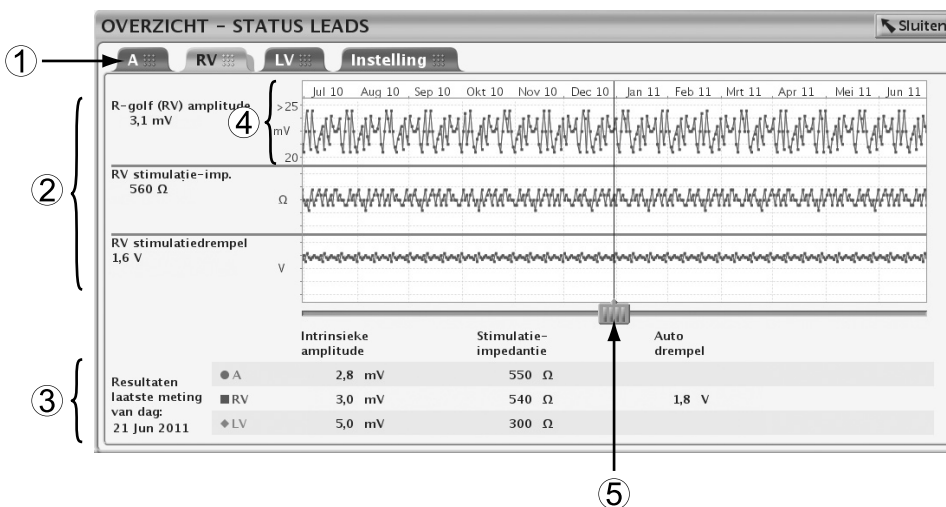 OVERZICHT – STATUS LEADS
Sluiten
1
A
RV
LV
Instelling
Jul 10 Aug 10 Sep 10 Okt 10 Nov 10 Dec 10 Jan 11 Feb 11 Mrt 11 Apr 11 Mei 11 Jun 11
2
R-golf (RV) amplitude
3,1 mV
4
>25
mV
20
RV stimulatie-imp.
560 Ω
Ω
RV stimulatiedrempel
1,6 V
V
Intrinsieke amplitude
Stimulatie-impedantie
Auto drempel
3
Resultaten
laatste meting
van dag:
21 Jun 2011
A 2,8 mV 550 Ω
RV 3,0 mV 540 Ω 1,8 V
LV 5,0 mV 300 Ω
5